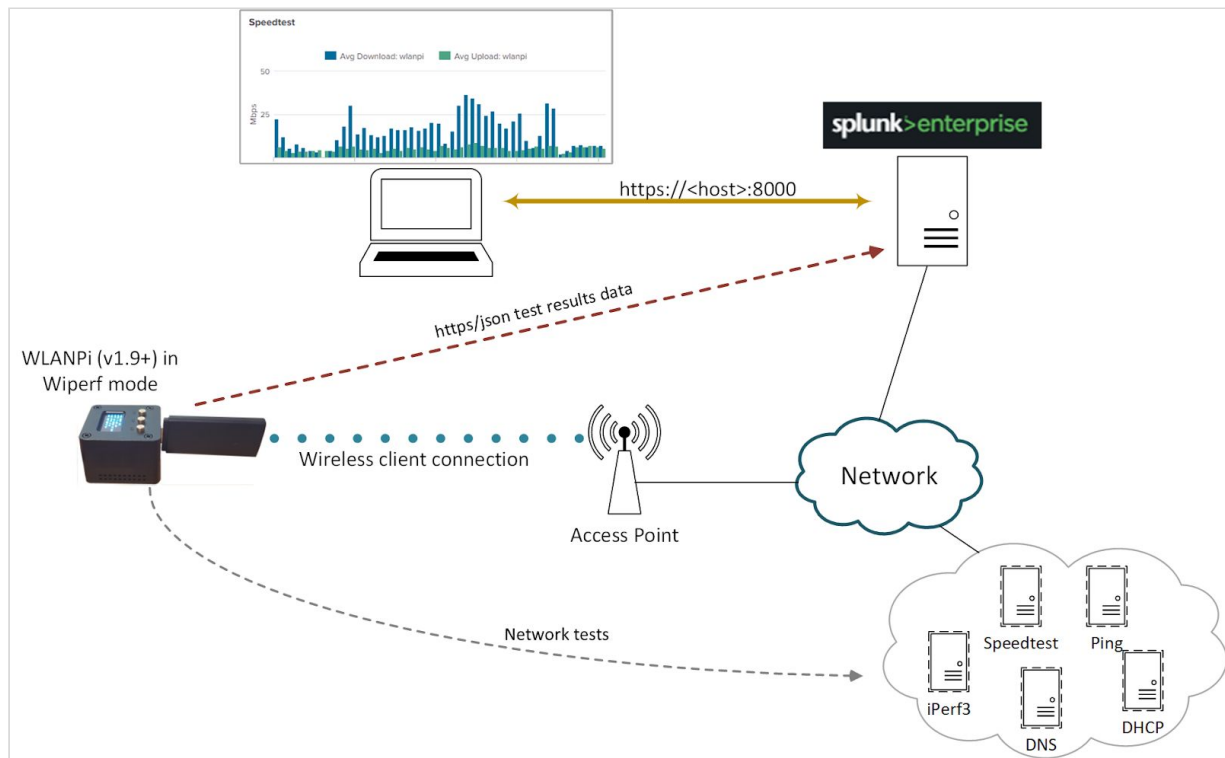 Speedtest
Avg Download: wlanpi
Avg Upload: wlanpi
50
Mbps
25
splunk>enterprise
https://<host>:8000
https/json test results data
WLANPi (v1.9+) in
Wiperf mode
Wireless client connection
Access Point
Network
Network tests
Speedtest
Ping
iPerf3
DNS
DHCP